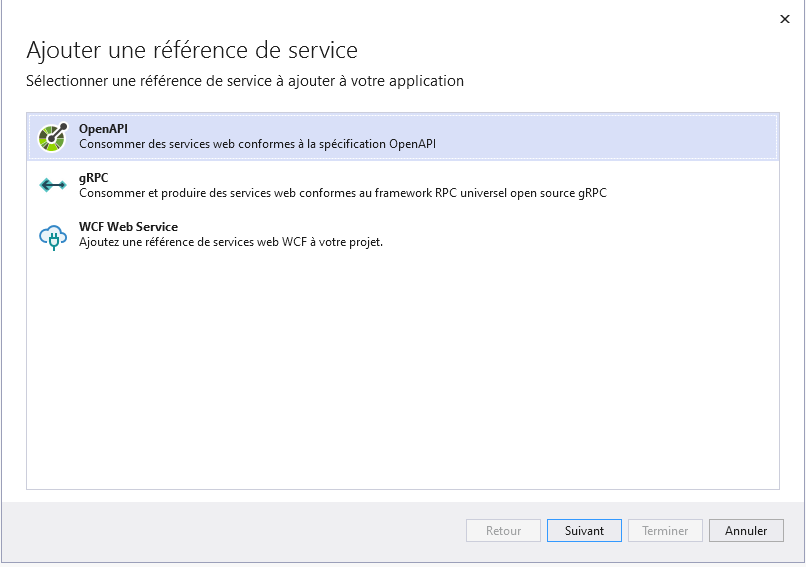 Ajouter une référence de service
Sélectionner une référence de service à ajouter à votre application
OpenAPI
Consommer des services web conformes à la spécification OpenAPI
gRPC
Consommer et produire des services web conformes au framework RPC universel open source gRPC
WCF Web Service
Ajoutez une référence de services web WCF à votre projet.
Retour Suivant Terminer Annuler